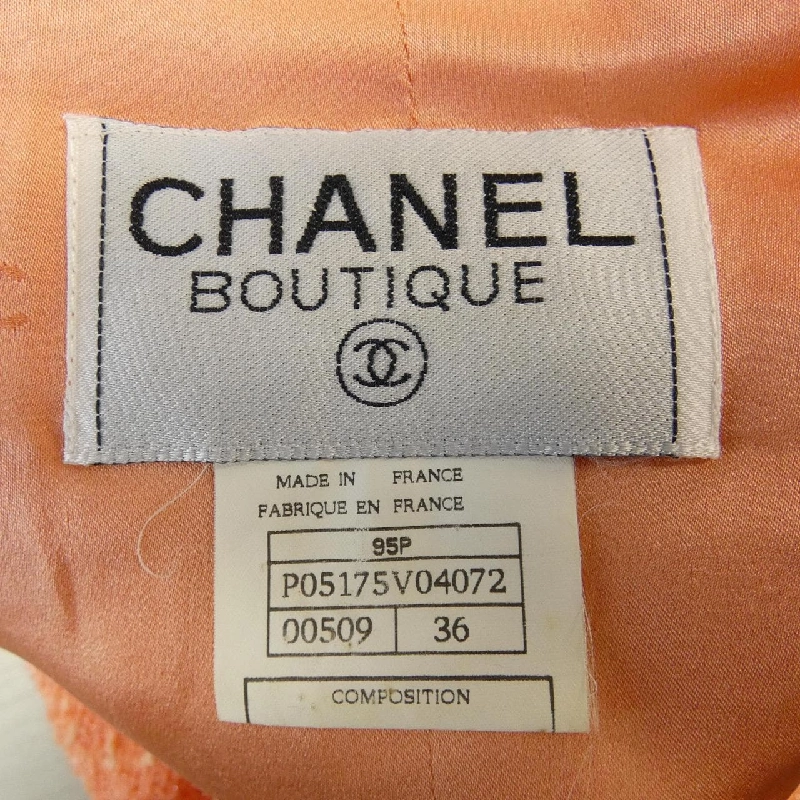 CHANEL
BOUTIQUE
MADE IN FRANCE
FABRIQUE EN FRANCE
95P
P05175V04072
00509 36
COMPOSITION